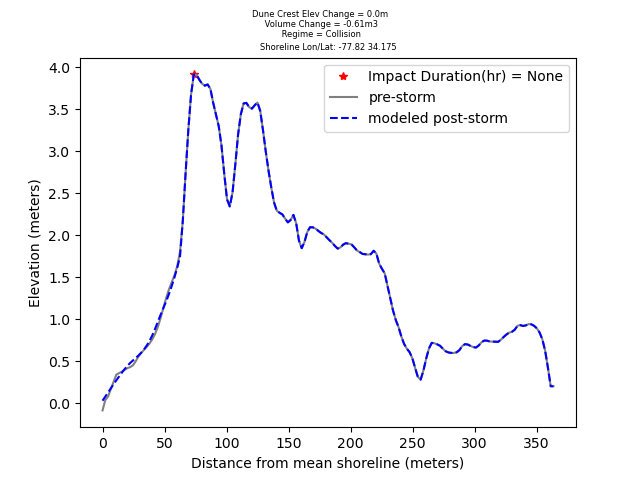 Dune Crest Elev Change = 0.0m
Volume Change = -0.61m3
Regime = Collision
Shoreline Lon/Lat: -77.82 34.175
Impact Duration(hr) = None
pre-storm
modeled post-storm
4.0
3.5
3.0
2.5
2.0
1.5
1.0
0.5
0.0
Elevation (meters)
0 50 100 150 200 250 300 350
Distance from mean shoreline (meters)